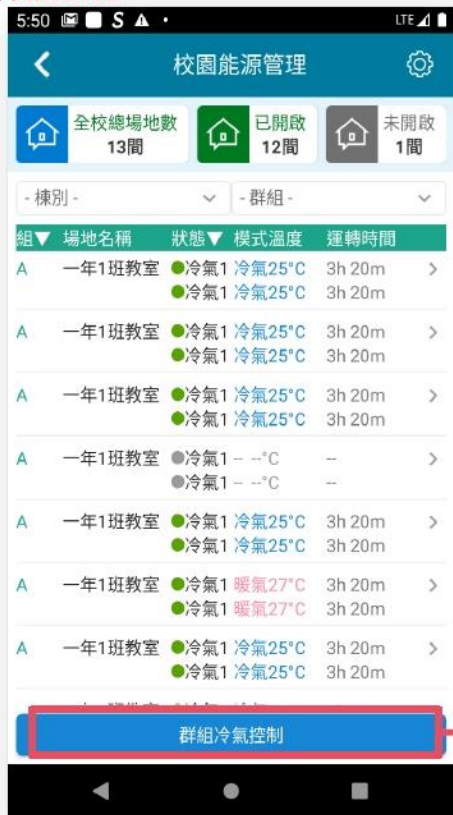 5:50 S LTE
校園能源管理
全校總場地數 已開啟 未開啟
13間 12間 1間
- 棟別 - - 群組 -
組▼ 場地名稱 狀態▼ 模式溫度 運轉時間
A 一年1班教室 ●冷氣1 冷氣25°C 3h 20m >
●冷氣1 冷氣25°C 3h 20m
A 一年1班教室 ●冷氣1 冷氣25°C 3h 20m >
●冷氣1 冷氣25°C 3h 20m
A 一年1班教室 ●冷氣1 冷氣25°C 3h 20m >
●冷氣1 冷氣25°C 3h 20m
A 一年1班教室 ●冷氣1 -- --°C -- >
●冷氣1 -- --°C --
A 一年1班教室 ●冷氣1 冷氣25°C 3h 20m >
●冷氣1 冷氣25°C 3h 20m
A 一年1班教室 ●冷氣1 暖氣27°C 3h 20m >
●冷氣1 暖氣27°C 3h 20m
A 一年1班教室 ●冷氣1 冷氣25°C 3h 20m >
●冷氣1 冷氣25°C 3h 20m
群組冷氣控制